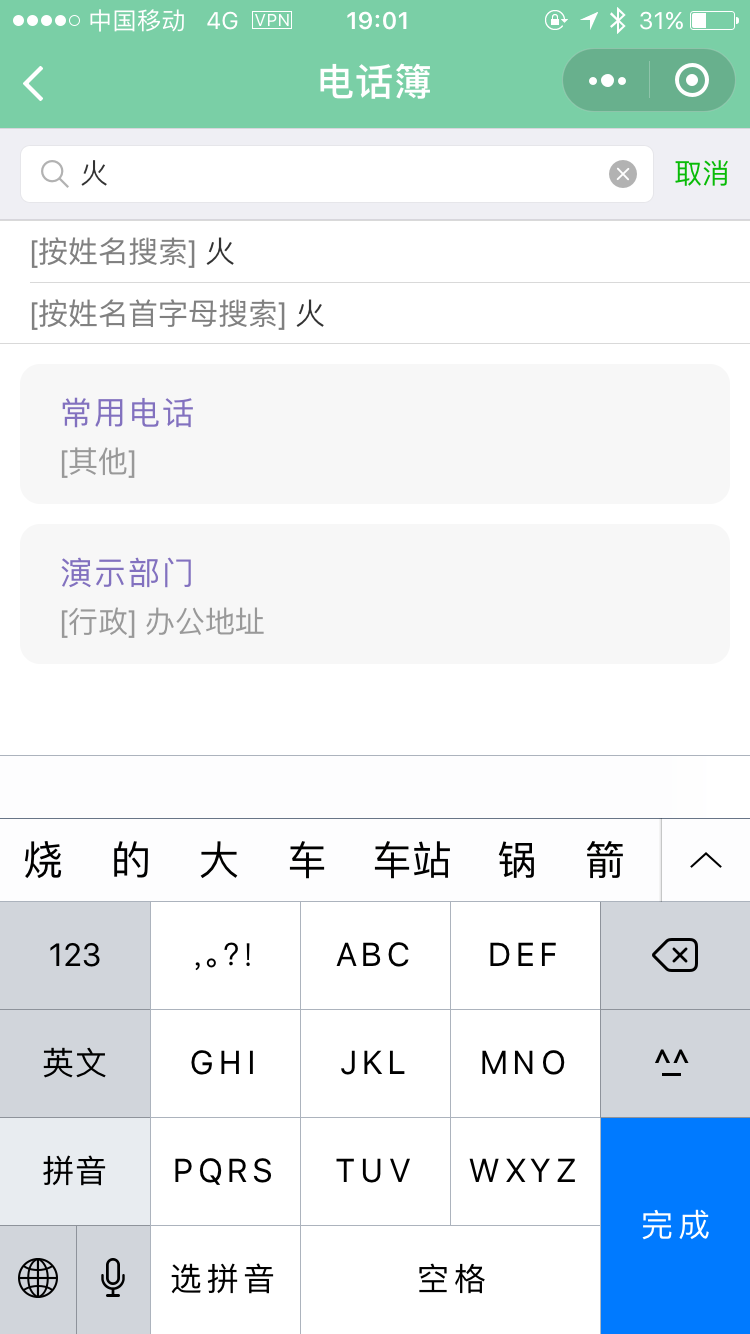 中国移动 4G VPN 19:01 31%
电话簿
火 取消
[按姓名搜索] 火
[按姓名首字母搜索] 火
常用电话
[其他]
演示部门
[行政] 办公地址
烧 的 大 车 车站 锅 箭
123 ,。?! ABC DEF
英文 GHI JKL MNO ^^
拼音 PQRS TUV WXYZ
完成
选拼音 空格